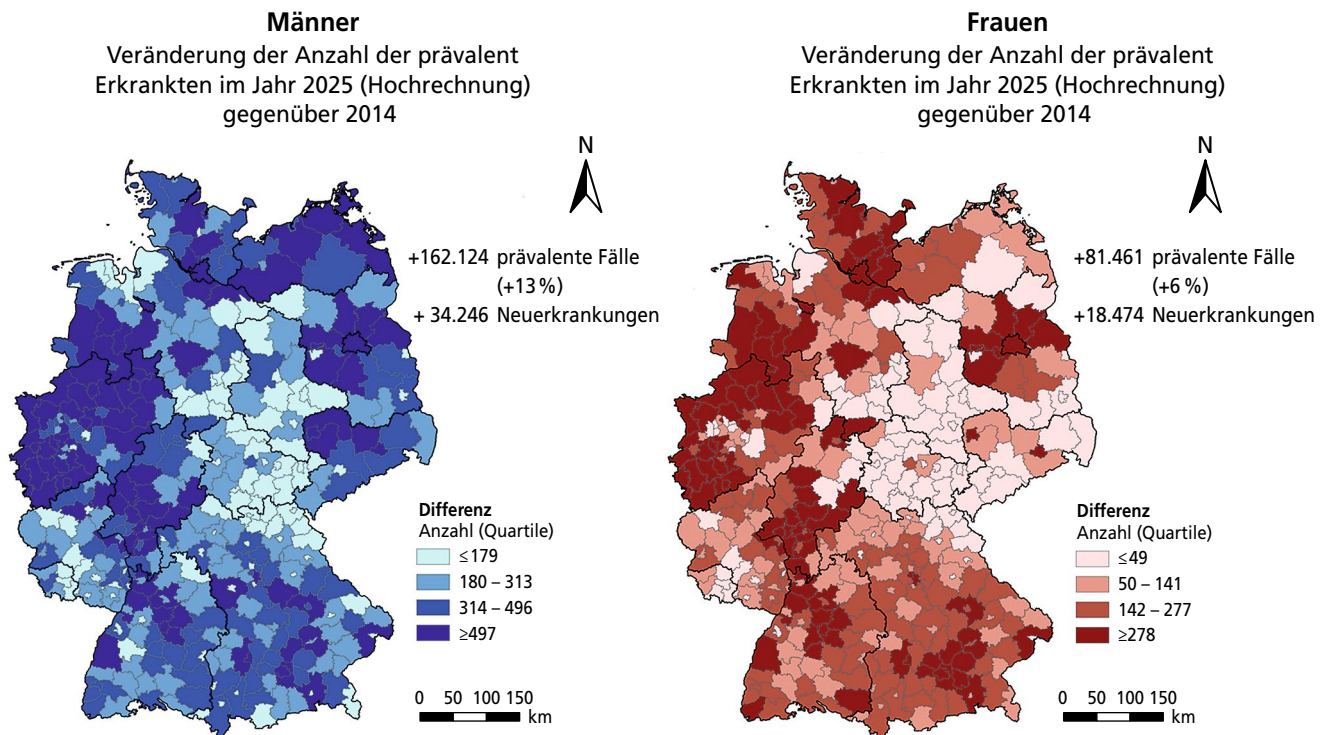 Männer
Veränderung der Anzahl der prävalent
Erkrankten im Jahr 2025 (Hochrechnung)
gegenüber 2014
N
+162.124 prävalente Fälle
(+13 %)
+ 34.246 Neuerkrankungen
Differenz
Anzahl (Quartile)
≤179
180 – 313
314 – 496
≥497
0 50 100 150
km
Frauen
Veränderung der Anzahl der prävalent
Erkrankten im Jahr 2025 (Hochrechnung)
gegenüber 2014
N
+81.461 prävalente Fälle
(+6 %)
+18.474 Neuerkrankungen
Differenz
Anzahl (Quartile)
≤49
50 – 141
142 – 277
≥278
0 50 100 150
km